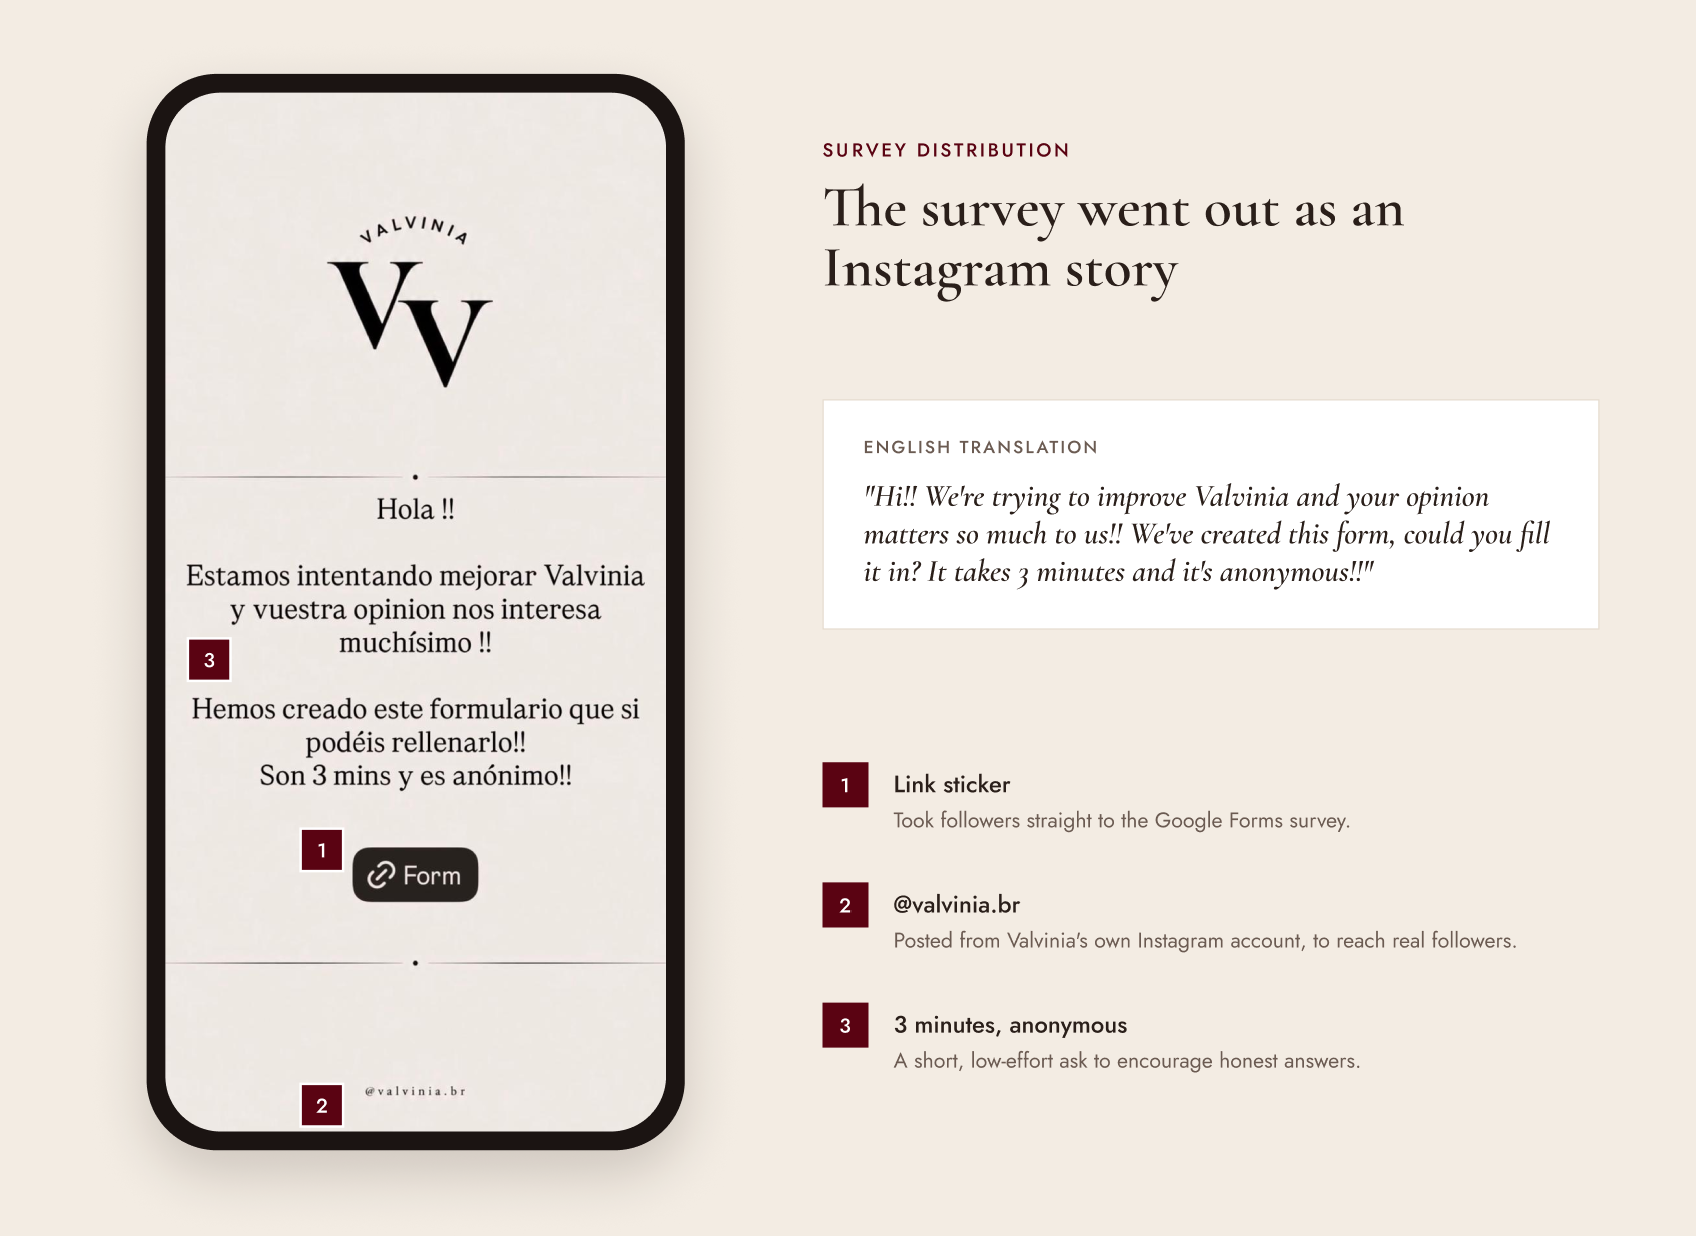 VALVINIA
VV
Hola !!
Estamos intentando mejorar Valvinia
y vuestra opinion nos interesa
muchísimo !!
3
Hemos creado este formulario que si
podéis rellenarlo!!
Son 3 mins y es anónimo!!
1
Form
2
@valvinia.br
SURVEY DISTRIBUTION
The survey went out as an
Instagram story
ENGLISH TRANSLATION
"Hi!! We're trying to improve Valvinia and your opinion
matters so much to us!! We've created this form, could you fill
it in? It takes 3 minutes and it's anonymous!!"
1
Link sticker
Took followers straight to the Google Forms survey.
2
@valvinia.br
Posted from Valvinia's own Instagram account, to reach real followers.
3
3 minutes, anonymous
A short, low-effort ask to encourage honest answers.